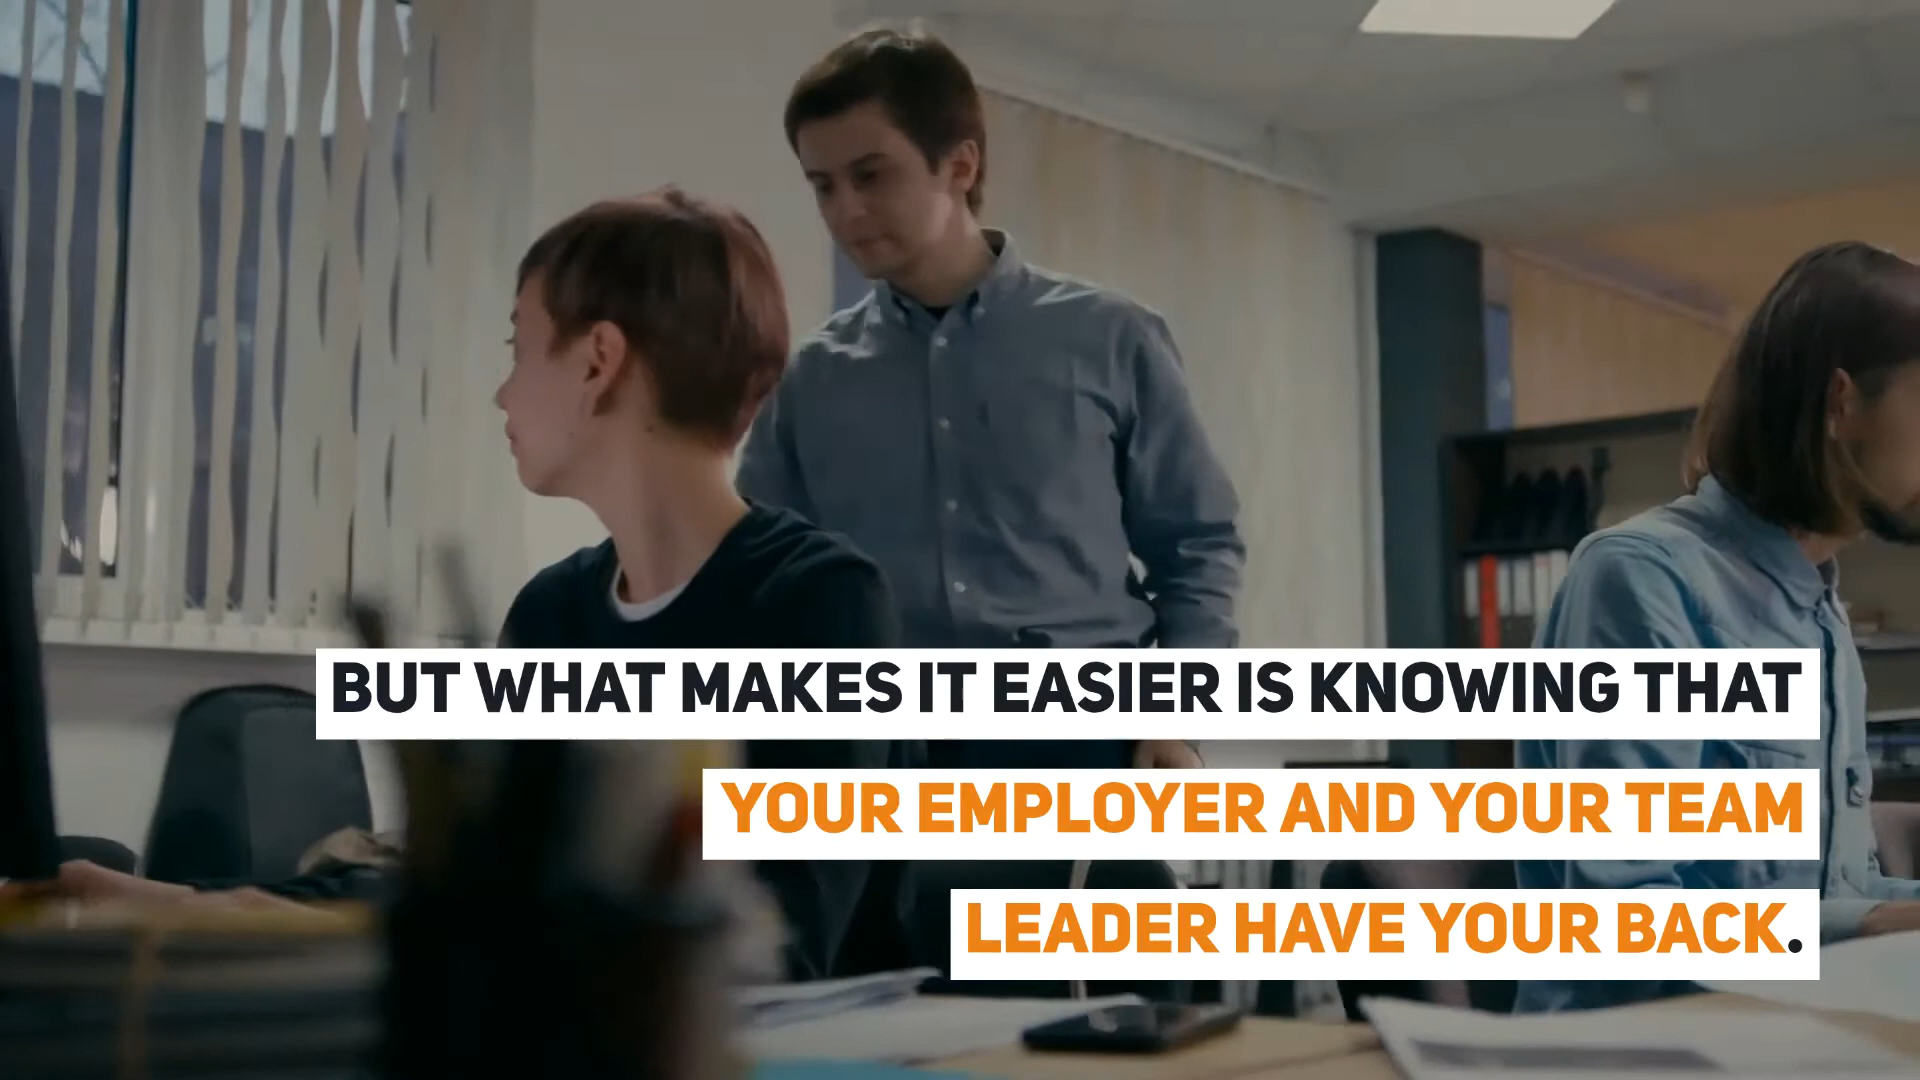 BUT WHAT MAKES IT EASIER IS KNOWING THAT
YOUR EMPLOYER AND YOUR TEAM
LEADER HAVE YOUR BACK.